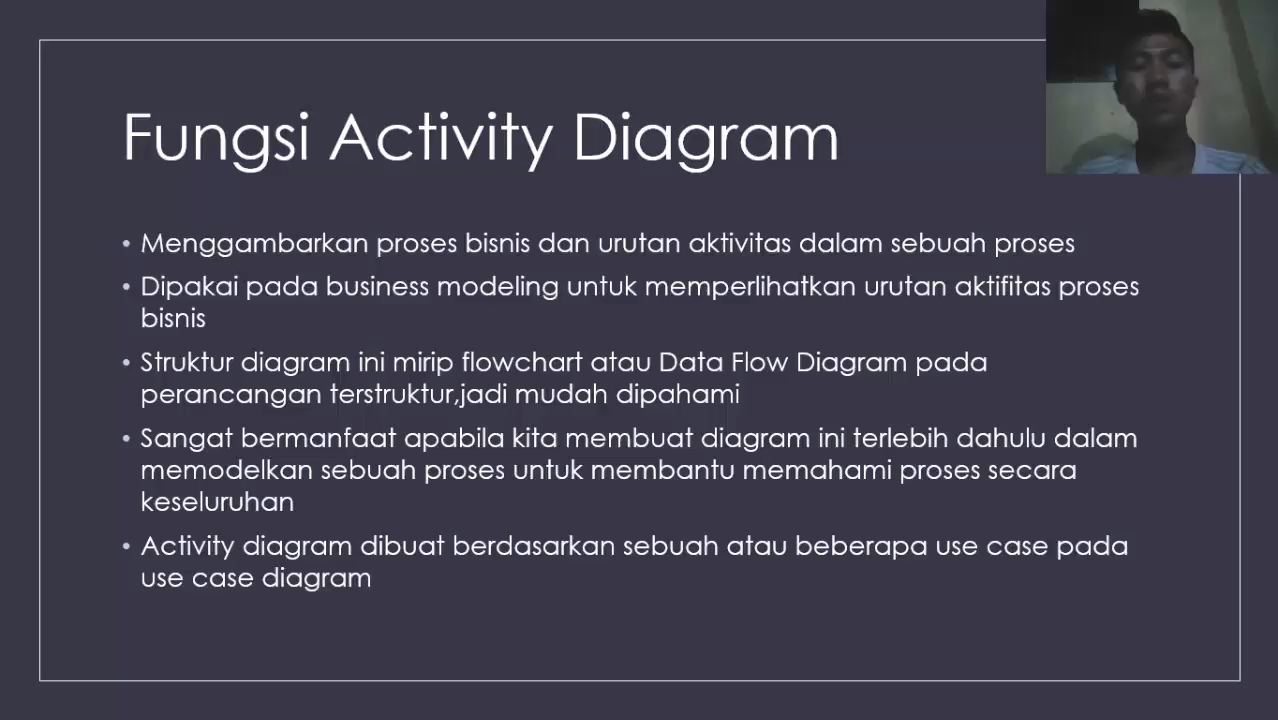 Fungsi Activity Diagram
• Menggambarkan proses bisnis dan urutan aktivitas dalam sebuah proses
• Dipakai pada business modeling untuk memperlihatkan urutan aktifitas proses
bisnis
• Struktur diagram ini mirip flowchart atau Data Flow Diagram pada
perancangan terstruktur,jadi mudah dipahami
• Sangat bermanfaat apabila kita membuat diagram ini terlebih dahulu dalam
memodelkan sebuah proses untuk membantu memahami proses secara
keseluruhan
• Activity diagram dibuat berdasarkan sebuah atau beberapa use case pada
use case diagram